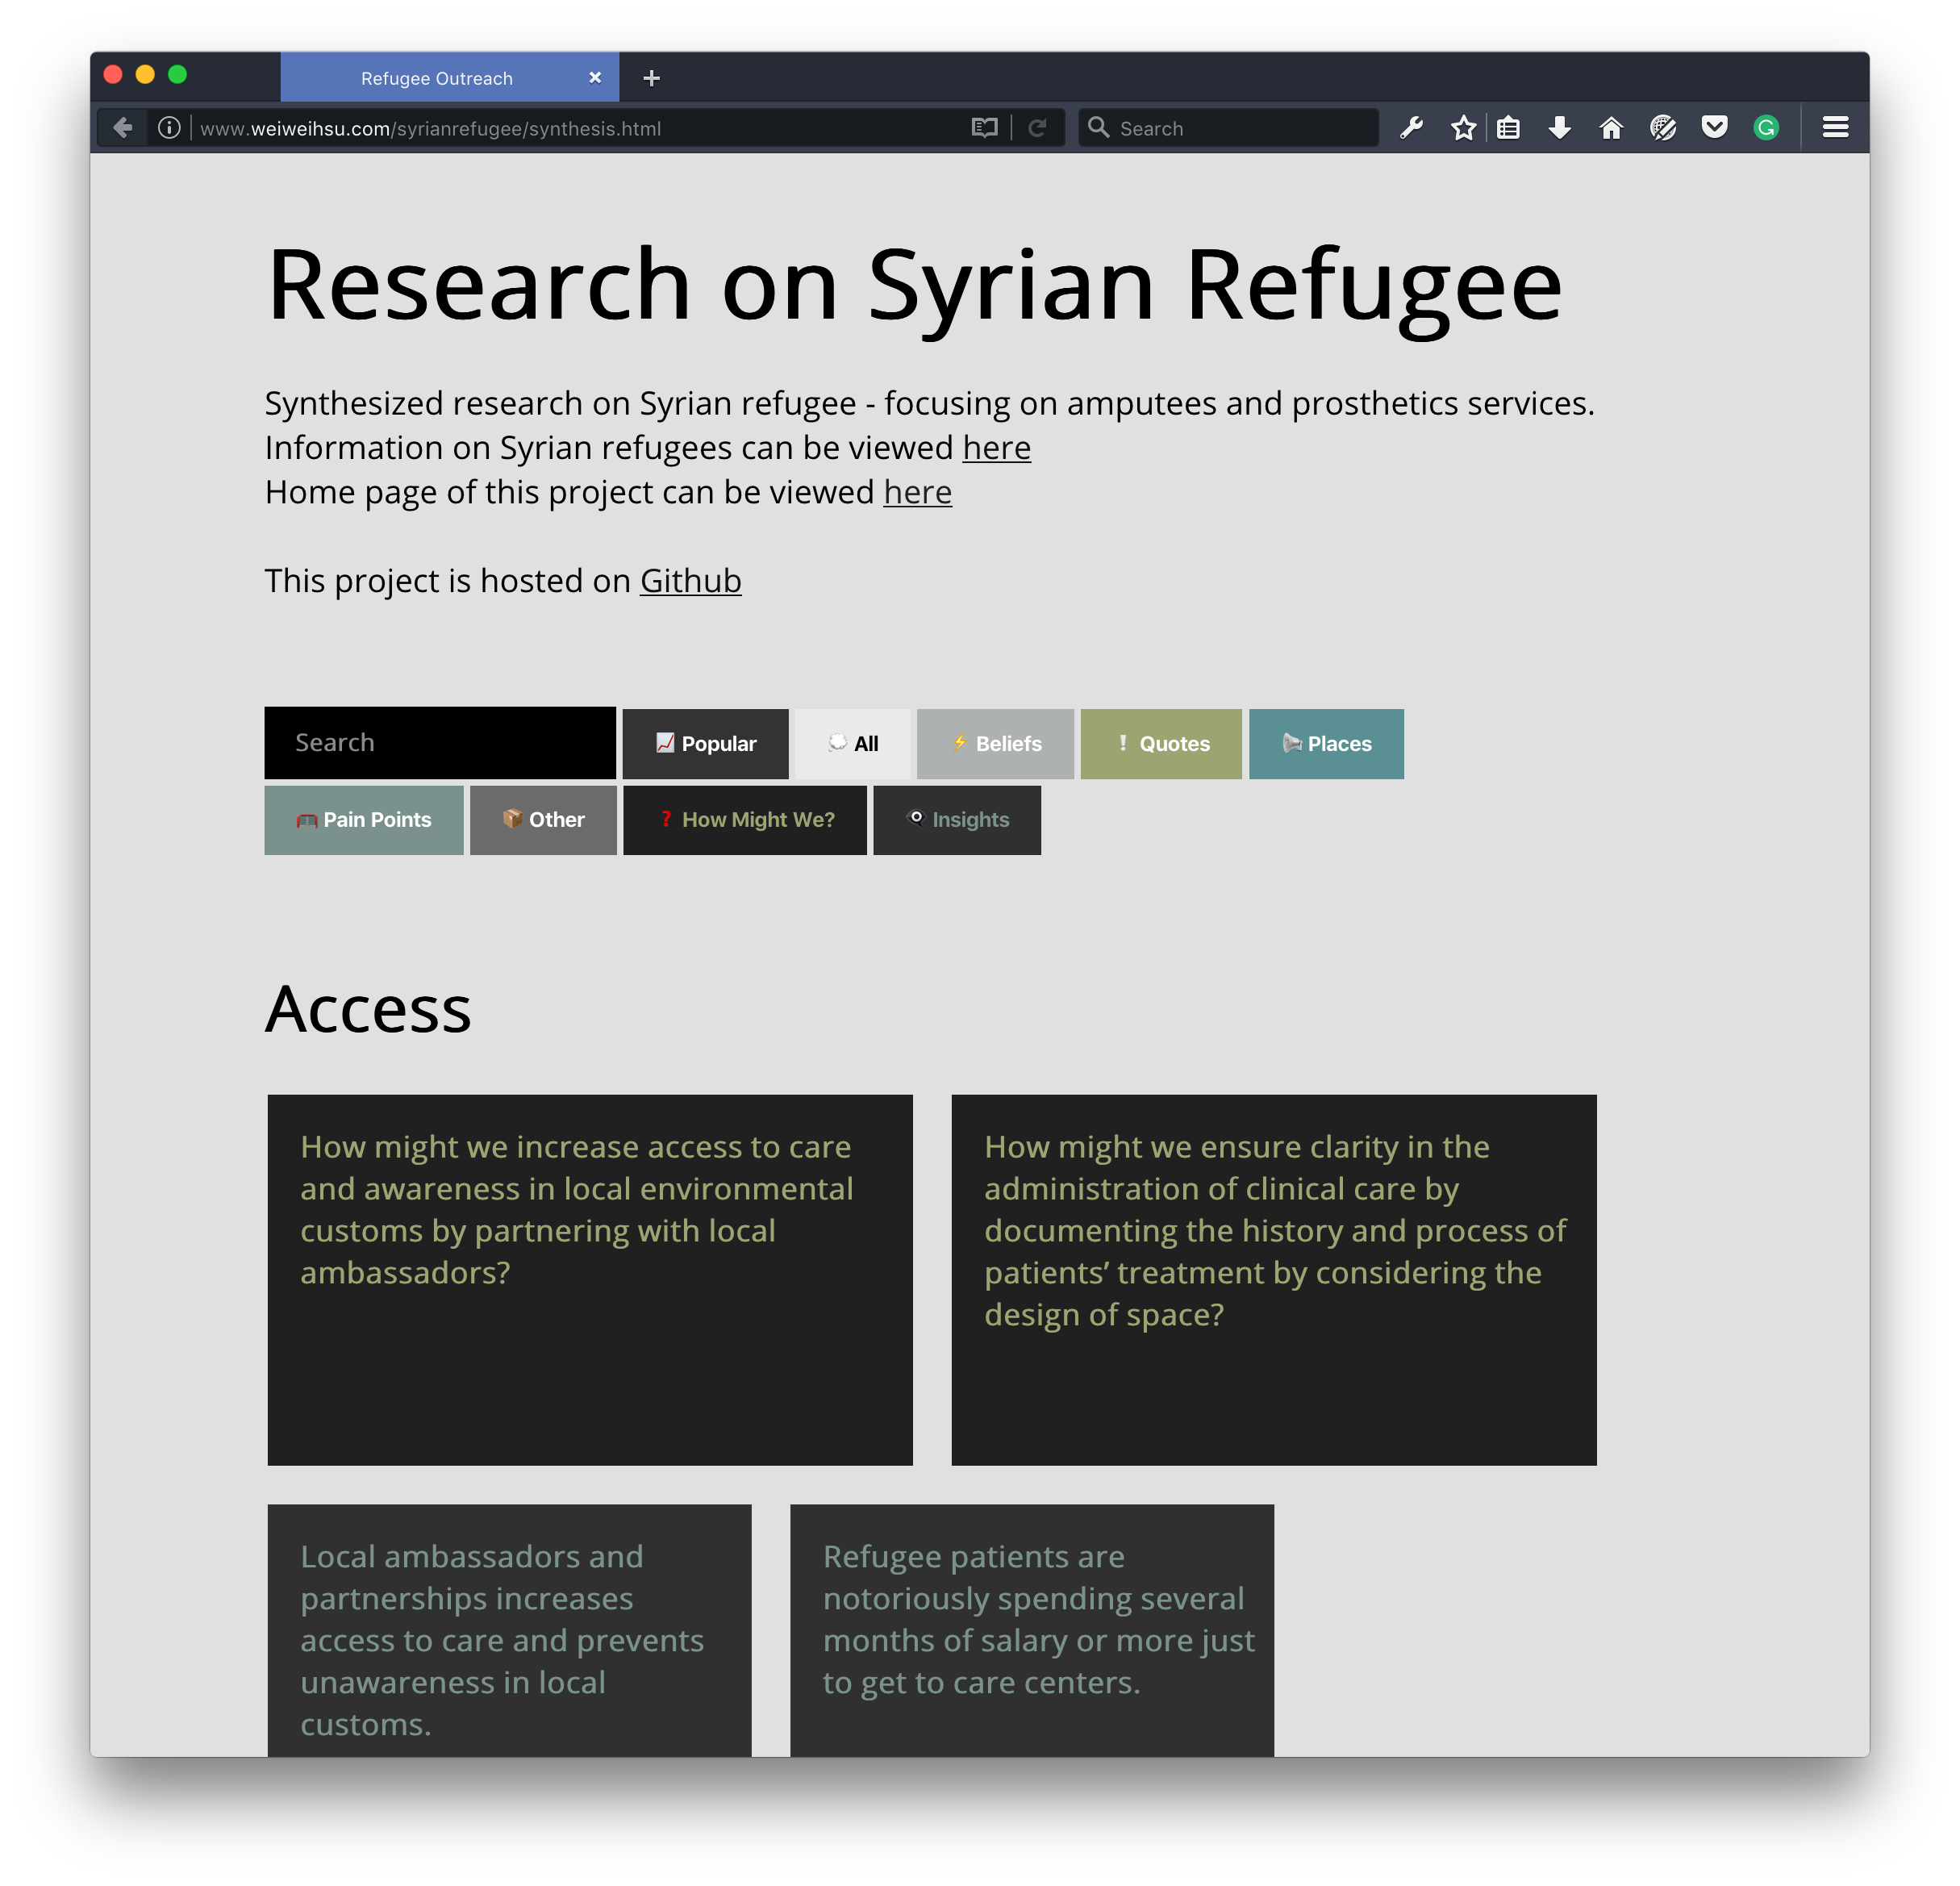 Refugee Outreach
www.weiweihsu.com/syrianrefugee/synthesis.html
Search
Research on Syrian Refugee
Synthesized research on Syrian refugee - focusing on amputees and prosthetics services.
Information on Syrian refugees can be viewed here
Home page of this project can be viewed here
This project is hosted on Github
Search
Popular
All
Beliefs
Quotes
Places
Pain Points
Other
How Might We?
Insights
Access
How might we increase access to care
and awareness in local environmental
customs by partnering with local
ambassadors?
How might we ensure clarity in the
administration of clinical care by
documenting the history and process of
patients’ treatment by considering the
design of space?
Local ambassadors and
partnerships increases
access to care and prevents
unawareness in local
customs.
Refugee patients are
notoriously spending several
months of salary or more just
to get to care centers.